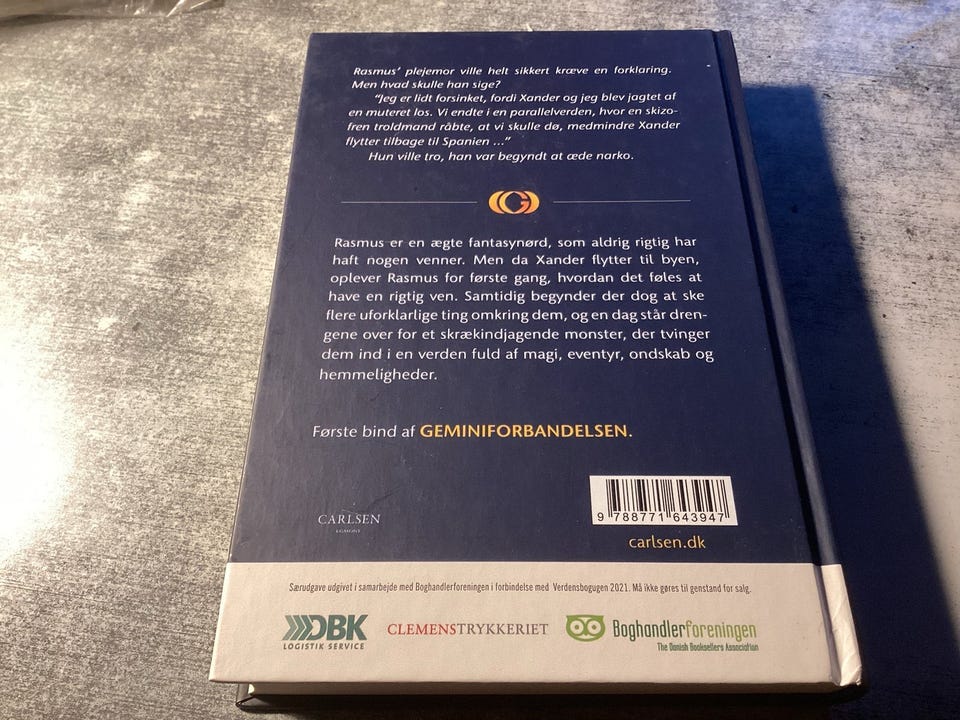 Rasmus' plejemor ville helt sikkert kræve en forklaring.
Men hvad skulle han sige?
"Jeg er lidt forsinket, fordi Xander og jeg blev jagtet af
en muteret los. Vi endte i en parallelverden, hvor en skizo-
fren troldmand råbte, at vi skulle dø, medmindre Xander
flytter tilbage til Spanien ..."
Hun ville tro, han var begyndt at æde narko.
Rasmus er en ægte fantasynørd, som aldrig rigtig har
haft nogen venner. Men da Xander flytter til byen,
oplever Rasmus for første gang, hvordan det føles at
have en rigtig ven. Samtidig begynder der dog at ske
flere uforklarlige ting omkring dem, og en dag står dren-
gene over for et skrækindjagende monster, der tvinger
dem ind i en verden fuld af magi, eventyr, ondskab og
hemmeligheder.
Første bind af GEMINIFORBANDELSEN.
CARLSEN
EGMONT
9 788771 643947
carlsen.dk
Særudgave udgivet i samarbejde med Boghandlerforeningen i forbindelse med Verdensbogugen 2021. Må ikke gøres til genstand for salg.
DBK
LOGISTIK SERVICE
CLEMENSTRYKKERIET
Boghandlerforeningen
The Danish Booksellers Association